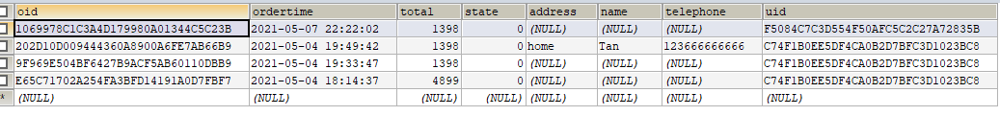 oid ordertime total state address name telephone uid
1069978C1C3A4D179980A01344C5C23B 2021-05-07 22:22:02 1398 0 (NULL) (NULL) (NULL) F5084C7C3D554F50AFC5C2C27A72835B
202D10D009444360A8900A6FE7AB66B9 2021-05-04 19:49:42 1398 0 home Tan 123666666666 C74F1B0EE5DF4CA0B2D7BFC3D1023BC8
9F969E504BF6427B9ACF5AB60110DBB9 2021-05-04 19:33:47 1398 0 (NULL) (NULL) (NULL) C74F1B0EE5DF4CA0B2D7BFC3D1023BC8
E65C71702A254FA3BFD14191A0D7FBF7 2021-05-04 18:14:37 4899 0 (NULL) (NULL) (NULL) C74F1B0EE5DF4CA0B2D7BFC3D1023BC8
* (NULL) (NULL) (NULL) (NULL) (NULL) (NULL) (NULL) (NULL)